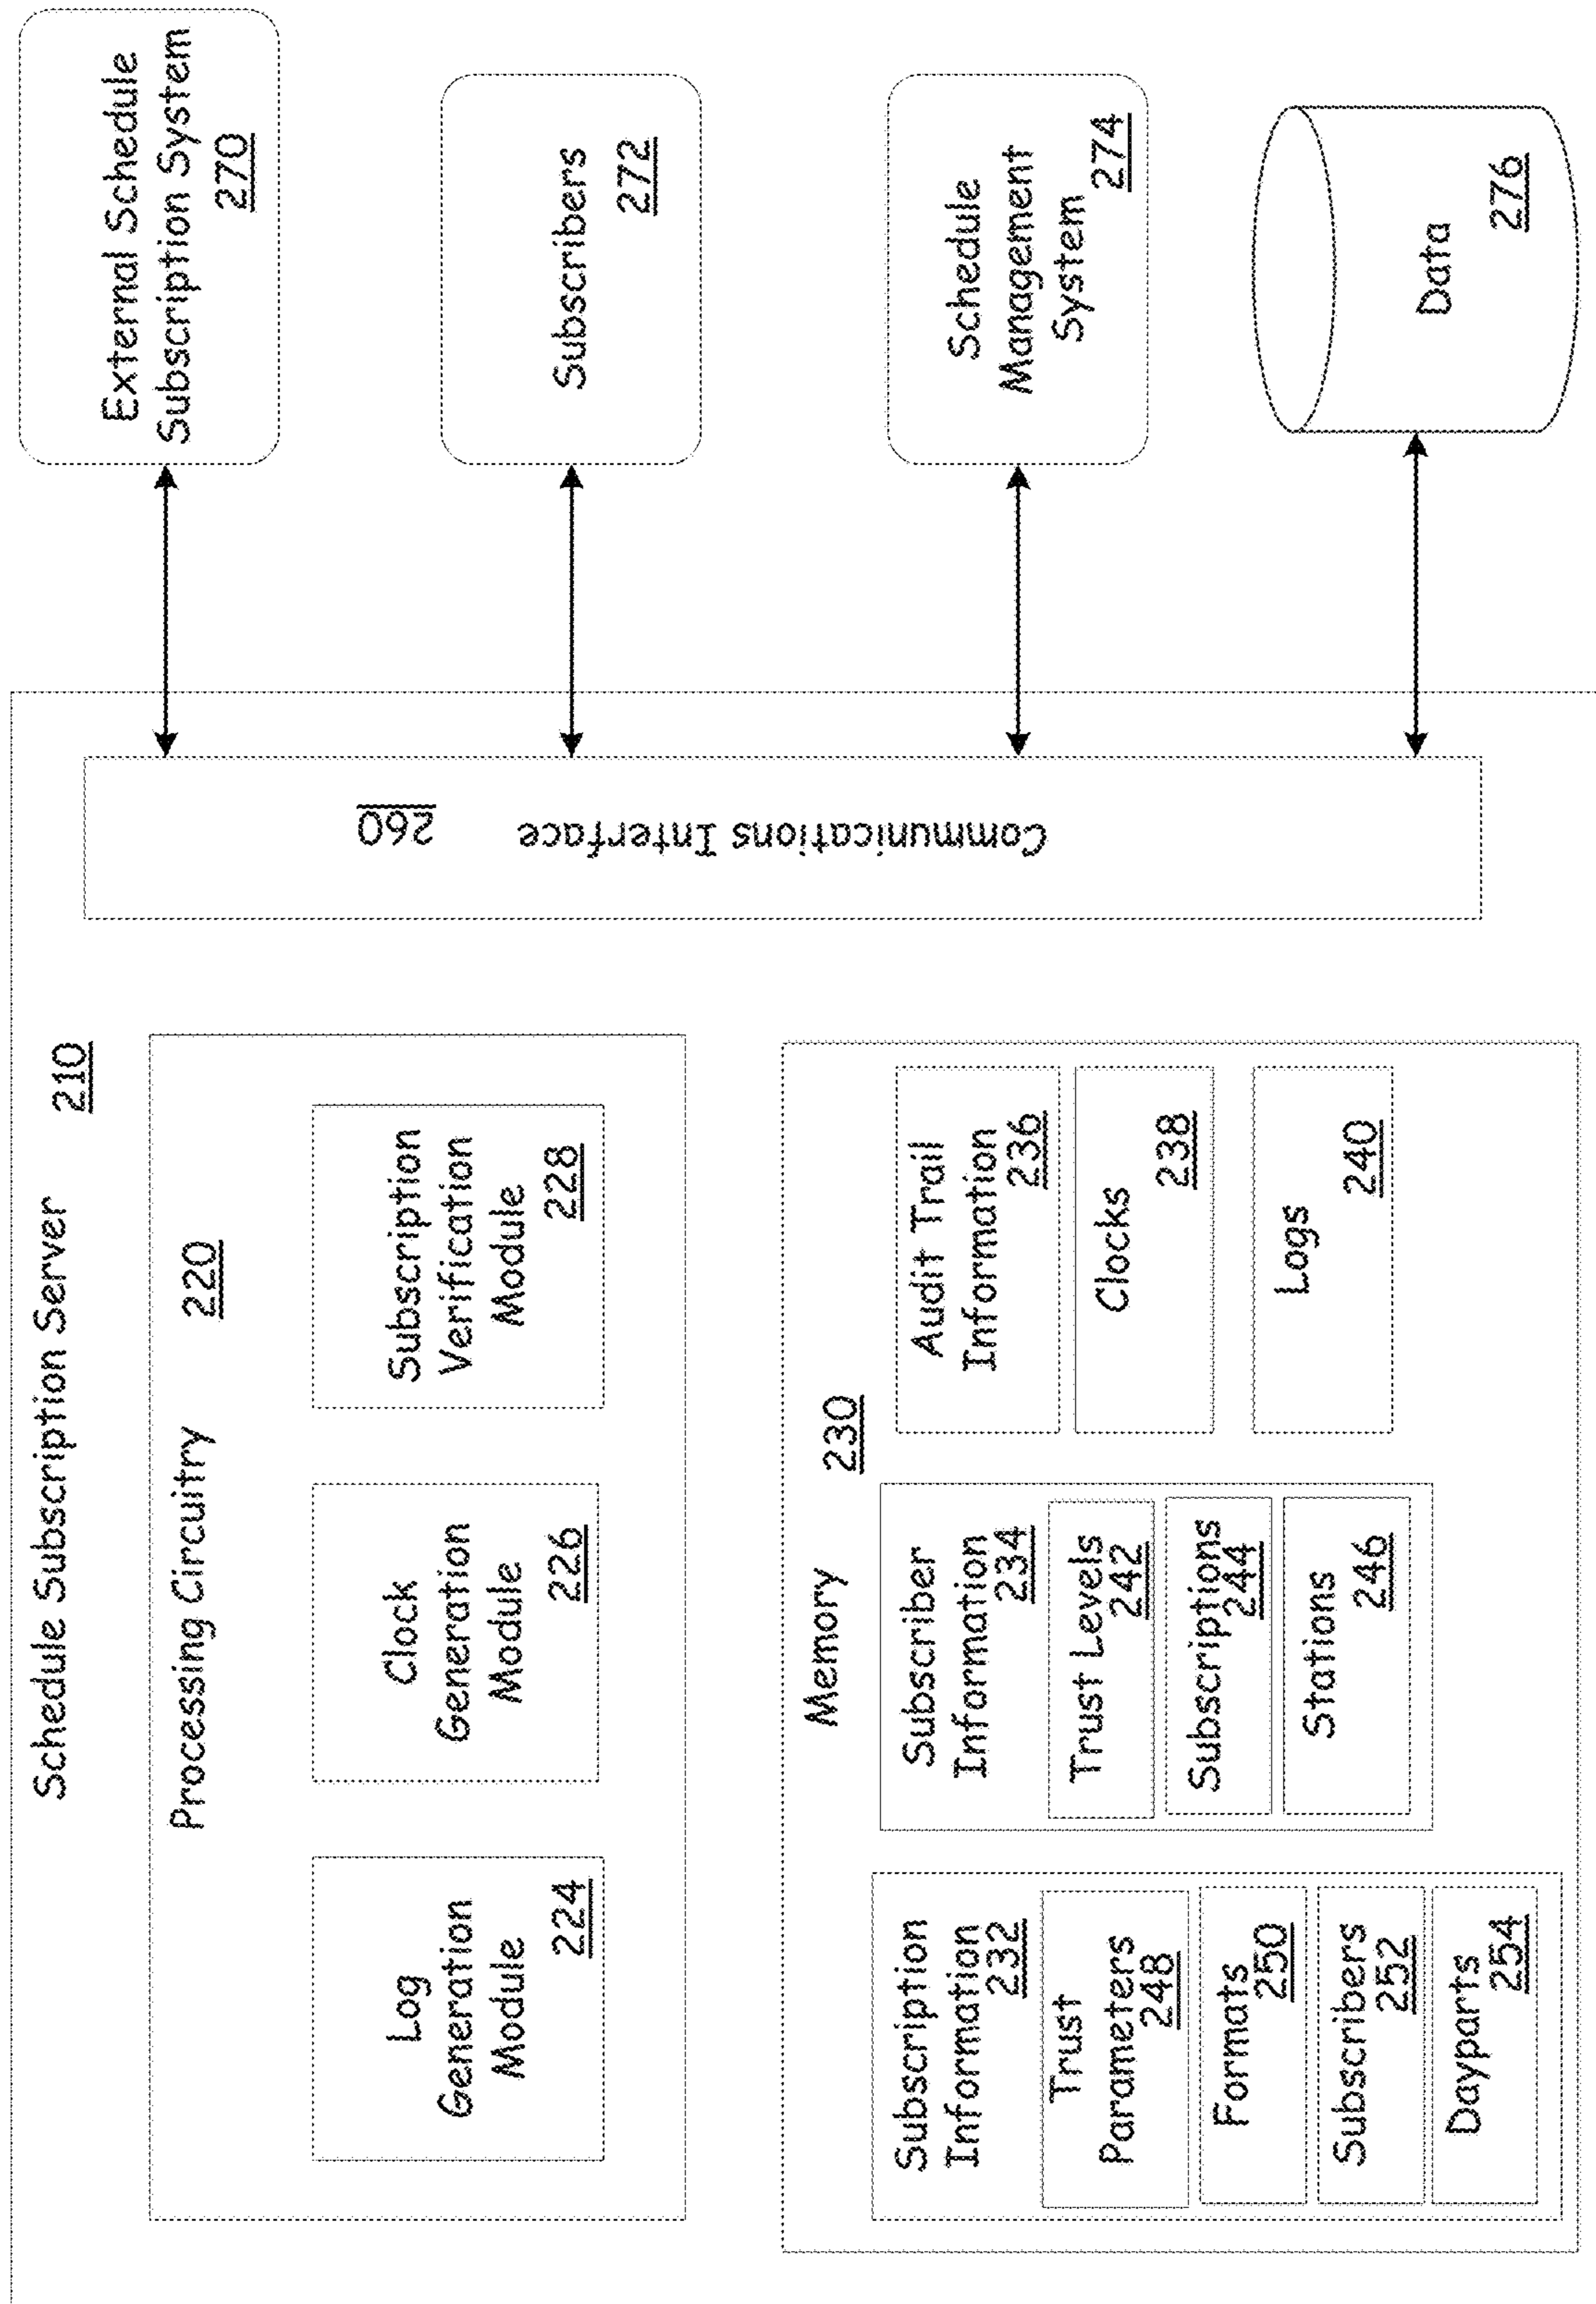 Schedule Subscription Server
210
Processing Circuitry
220
Log
Generation
Module
224
Clock
Generation
Module
226
Subscription
Verification
Module
228
Memory
230
Subscription
Information
232
Trust
Parameters
248
Formats
250
Subscribers
252
Dayparts
254
Subscriber
Information
234
Trust Levels
242
Subscriptions
244
Stations
246
Audit Trail
Information
236
Clocks
238
Logs
240
Communications Interface 260
External Schedule
Subscription System
270
Subscribers
272
Schedule
Management
System
274
Data
276